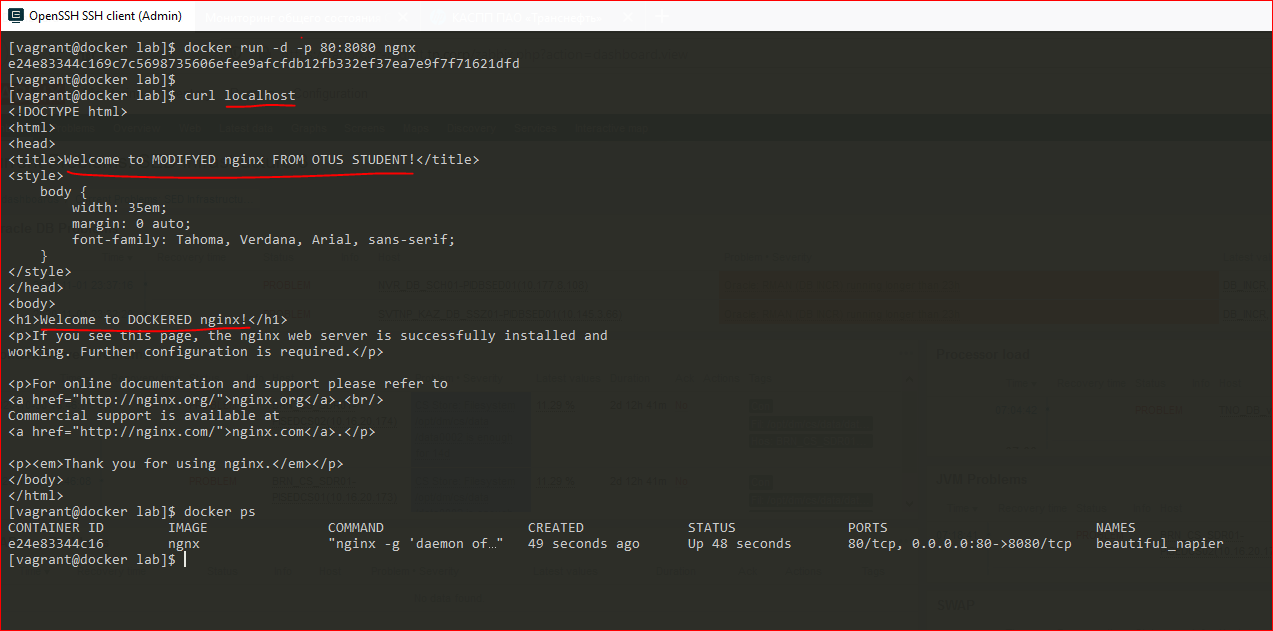 OpenSSH SSH client (Admin)
[vagrant@docker lab]$ docker run -d -p 80:8080 ngnx
e24e83344c169c7c5698735606efee9afcfdb12fb332ef37ea7e9f7f71621dfd
[vagrant@docker lab]$
[vagrant@docker lab]$ curl localhost
<!DOCTYPE html>
<html>
<head>
<title>Welcome to MODIFYED nginx FROM OTUS STUDENT!</title>
<style>
    body {
        width: 35em;
        margin: 0 auto;
        font-family: Tahoma, Verdana, Arial, sans-serif;
    }
</style>
</head>
<body>
<h1>Welcome to DOCKERED nginx!</h1>
<p>If you see this page, the nginx web server is successfully installed and
working. Further configuration is required.</p>

<p>For online documentation and support please refer to
<a href="http://nginx.org/">nginx.org</a>.<br/>
Commercial support is available at
<a href="http://nginx.com/">nginx.com</a>.</p>

<p><em>Thank you for using nginx.</em></p>
</body>
</html>
[vagrant@docker lab]$ docker ps
CONTAINER ID        IMAGE               COMMAND                  CREATED             STATUS              PORTS                          NAMES
e24e83344c16        ngnx                "nginx -g 'daemon of…"   49 seconds ago      Up 48 seconds       80/tcp, 0.0.0.0:80->8080/tcp   beautiful_napier
[vagrant@docker lab]$
Processor load
JVM Problems
SWAP